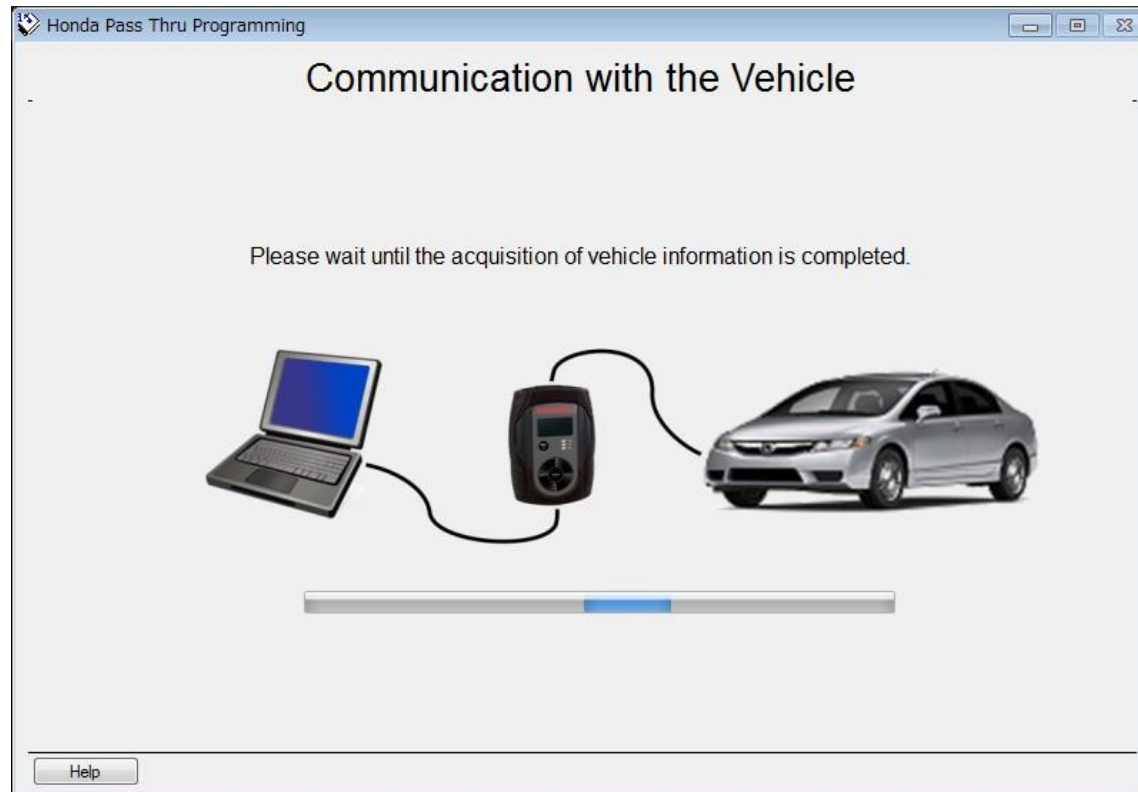 Honda Pass Thru Programming
Communication with the Vehicle
Please wait until the acquisition of vehicle information is completed.
Help